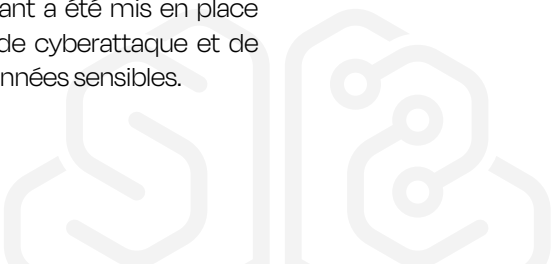 ant a été mis en place
de cyberattaque et de
nnées sensibles.